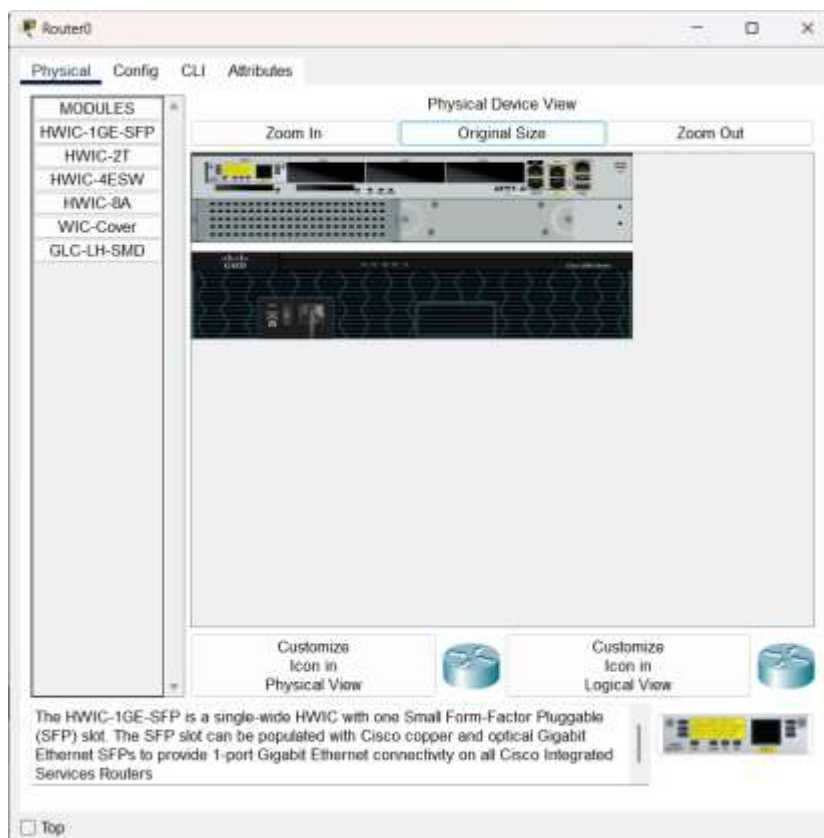 Router0
Physical Config CLI Attributes
MODULES
HWIC-1GE-SFP
HWIC-2T
HWIC-4ESW
HWIC-8A
WIC-Cover
GLC-LH-SMD
Physical Device View
Zoom In Original Size Zoom Out
Customize
Icon in
Physical View
Customize
Icon in
Logical View
The HWIC-1GE-SFP is a single-wide HWIC with one Small Form-Factor Pluggable
(SFP) slot. The SFP slot can be populated with Cisco copper and optical Gigabit
Ethernet SFPs to provide 1-port Gigabit Ethernet connectivity on all Cisco Integrated
Services Routers
Top